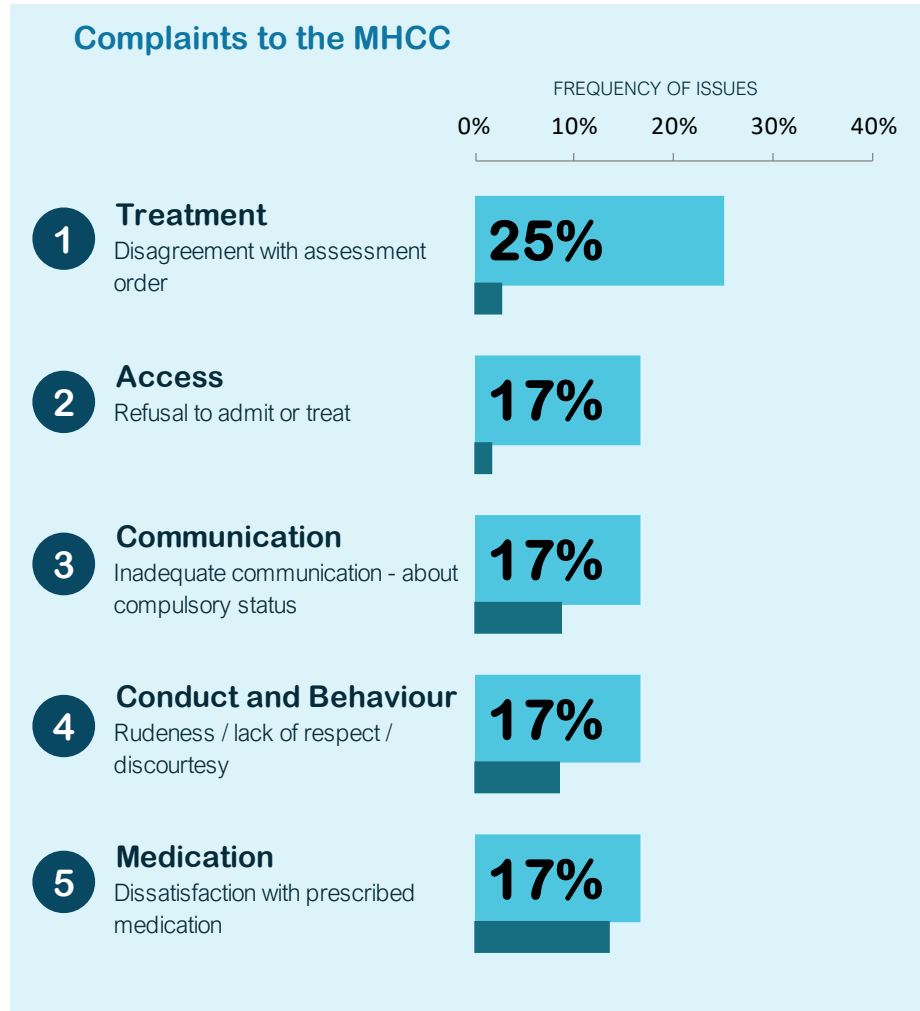 Complaints to the MHCC
FREQUENCY OF ISSUES
0% 10% 20% 30% 40%
1
Treatment
Disagreement with assessment
order
25%
2
Access
Refusal to admit or treat
17%
3
Communication
Inadequate communication - about
compulsory status
17%
4
Conduct and Behaviour
Rudeness / lack of respect /
discourtesy
17%
5
Medication
Dissatisfaction with prescribed
medication
17%